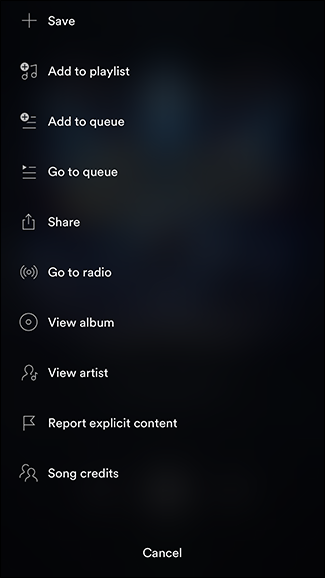 Save
Add to playlist
Add to queue
Go to queue
Share
Go to radio
View album
View artist
Report explicit content
Song credits
Cancel